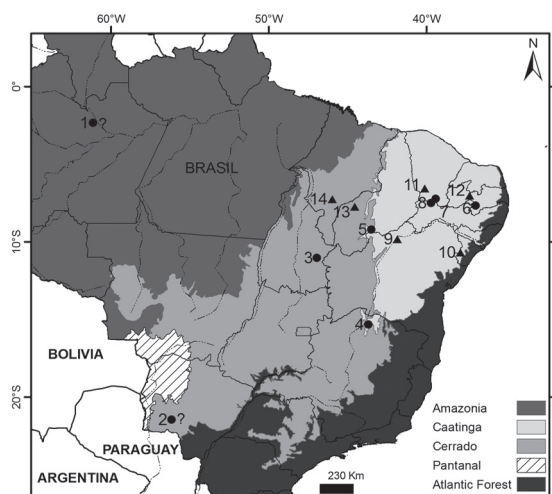 60°W 50°W 40°W
N
0°
1 ?
BRASIL
11 12
14 8 6
13
5 9
10°S
3 10
4
BOLIVIA
20°S
2 ?
PARAGUAY
ARGENTINA
230 Km
Amazonia
Caatinga
Cerrado
Pantanal
Atlantic Forest